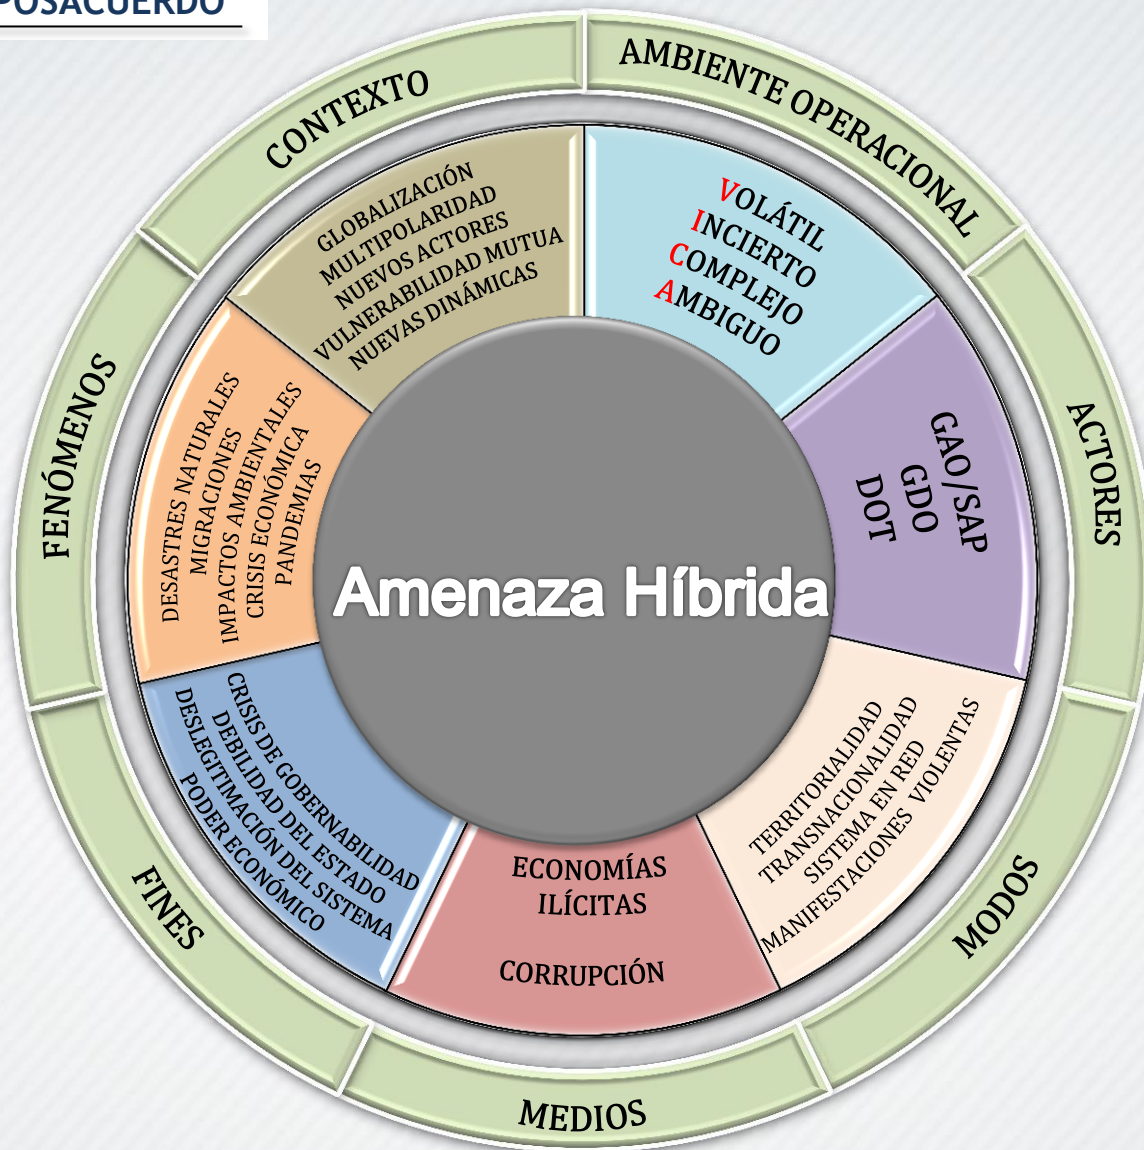 POSACUERDO
CONTEXTO
GLOBALIZACIÓN
MULTIPOLARIDAD
NUEVOS ACTORES
VULNERABILIDAD MUTUA
NUEVAS DINÁMICAS
AMBIENTE OPERACIONAL
VOLÁTIL
INCIERTO
COMPLEJO
AMBIGUO
ACTORES
GAO/SAP
GDO
DOT
MODOS
TERRITORIALIDAD
TRANSNACIONALIDAD
SISTEMA EN RED
MANIFESTACIONES VIOLENTAS
MEDIOS
ECONOMÍAS
ILÍCITAS
CORRUPCIÓN
FINES
CRISIS DE GOBERNABILIDAD
DEBILIDAD DEL ESTADO
DESLEGITIMACIÓN DEL SISTEMA
PODER ECONÓMICO
FENÓMENOS
DESASTRES NATURALES
MIGRACIONES
IMPACTOS AMBIENTALES
CRISIS ECONÓMICA
PANDEMIAS
Amenaza Híbrida